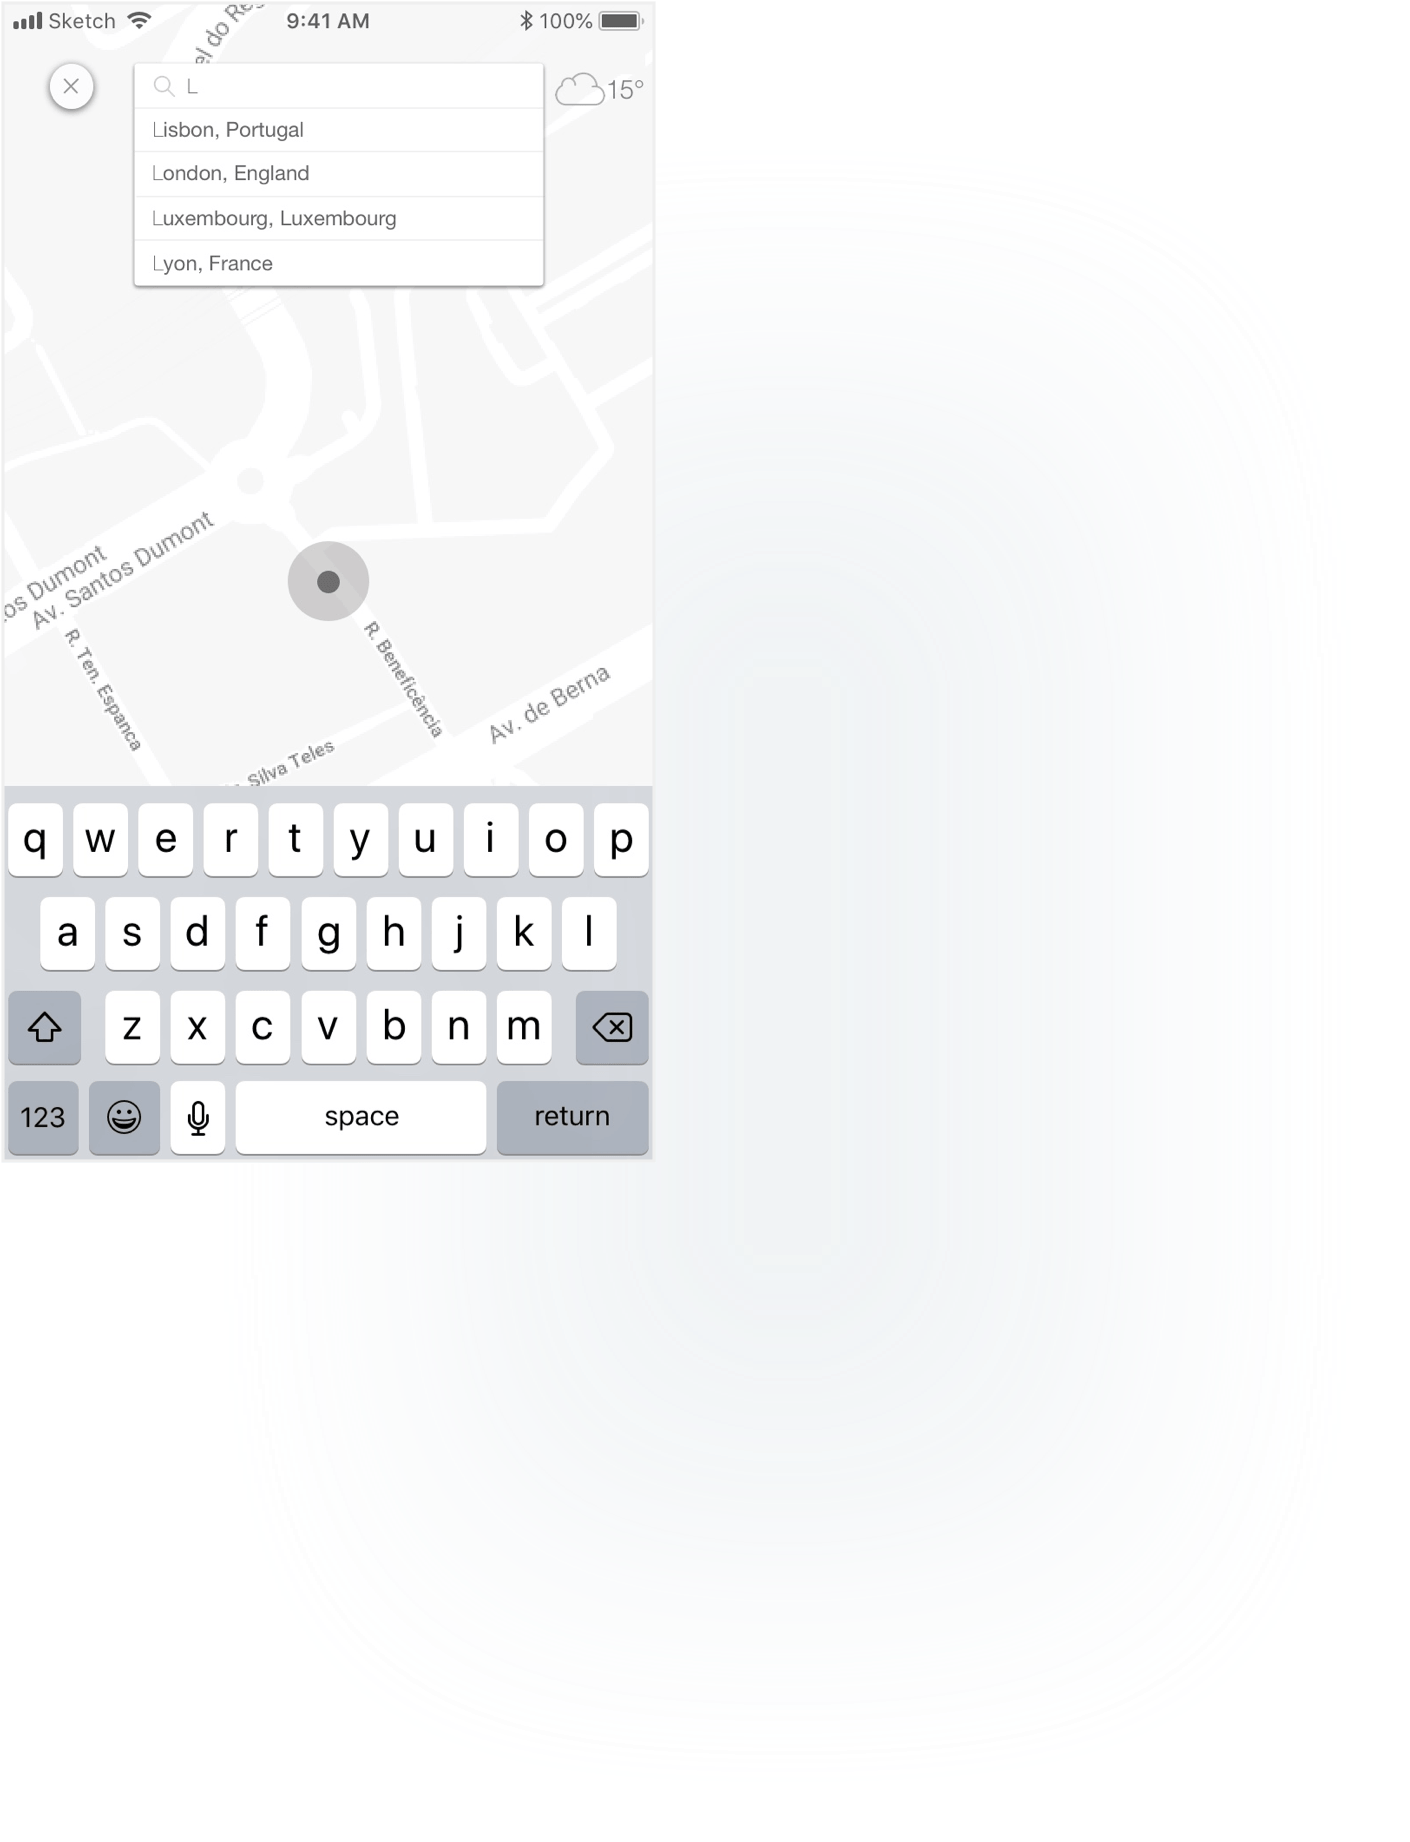 Sketch 9:41 AM 100%
el do Re
L
15°
Lisbon, Portugal
London, England
Luxembourg, Luxembourg
Lyon, France
os Dumont
Av. Santos Dumont
R. Ten. Espanca
R. Beneficência
Av. de Berna
Silva Teles
q w e r t y u i o p
a s d f g h j k l
z x c v b n m
123 space return